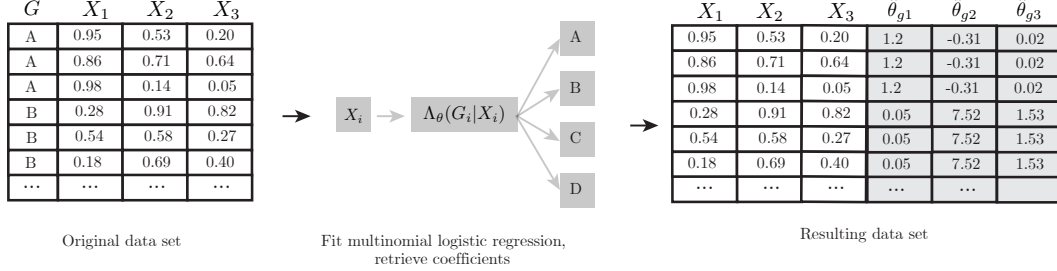 G X₁ X₂ X₃
A 0.95 0.53 0.20
A 0.86 0.71 0.64
A 0.98 0.14 0.05
B 0.28 0.91 0.82
B 0.54 0.58 0.27
B 0.18 0.69 0.40
... ... ... ...
Original data set
Xᵢ
Λ_θ(Gᵢ|Xᵢ)
A
B
C
D
Fit multinomial logistic regression,
retrieve coefficients
X₁ X₂ X₃ θ_g1 θ_g2 θ_g3
0.95 0.53 0.20 1.2 -0.31 0.02
0.86 0.71 0.64 1.2 -0.31 0.02
0.98 0.14 0.05 1.2 -0.31 0.02
0.28 0.91 0.82 0.05 7.52 1.53
0.54 0.58 0.27 0.05 7.52 1.53
0.18 0.69 0.40 0.05 7.52 1.53
... ... ... ... ...
Resulting data set